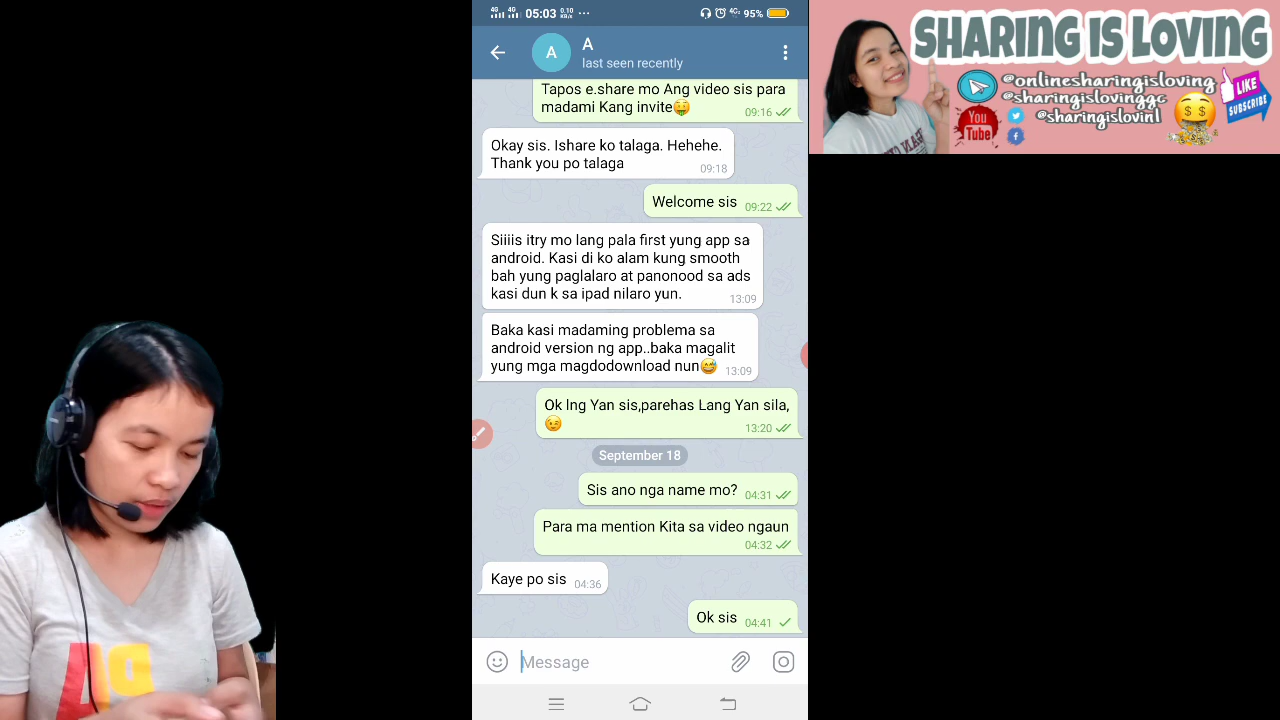 05:03 0.10 KB/s ... 4G 95%
A
A
last seen recently
Tapos e.share mo Ang video sis para
madami Kang invite🤑
09:16
Okay sis. Ishare ko talaga. Hehehe.
Thank you po talaga
09:18
Welcome sis
09:22
Siiiis itry mo lang pala first yung app sa
android. Kasi di ko alam kung smooth
bah yung paglalaro at panonood sa ads
kasi dun k sa ipad nilaro yun.
13:09
Baka kasi madaming problema sa
android version ng app..baka magalit
yung mga magdodownload nun😅
13:09
Ok lng Yan sis,parehas Lang Yan sila,
😉
13:20
September 18
Sis ano nga name mo?
04:31
Para ma mention Kita sa video ngaun
04:32
Kaye po sis
04:36
Ok sis
04:41
Message
SHARING IS LOVING
@onlinesharingisloving
@sharingislovinggc
@sharingislovin1
You
Tube
LIKE
SUBSCRIBE